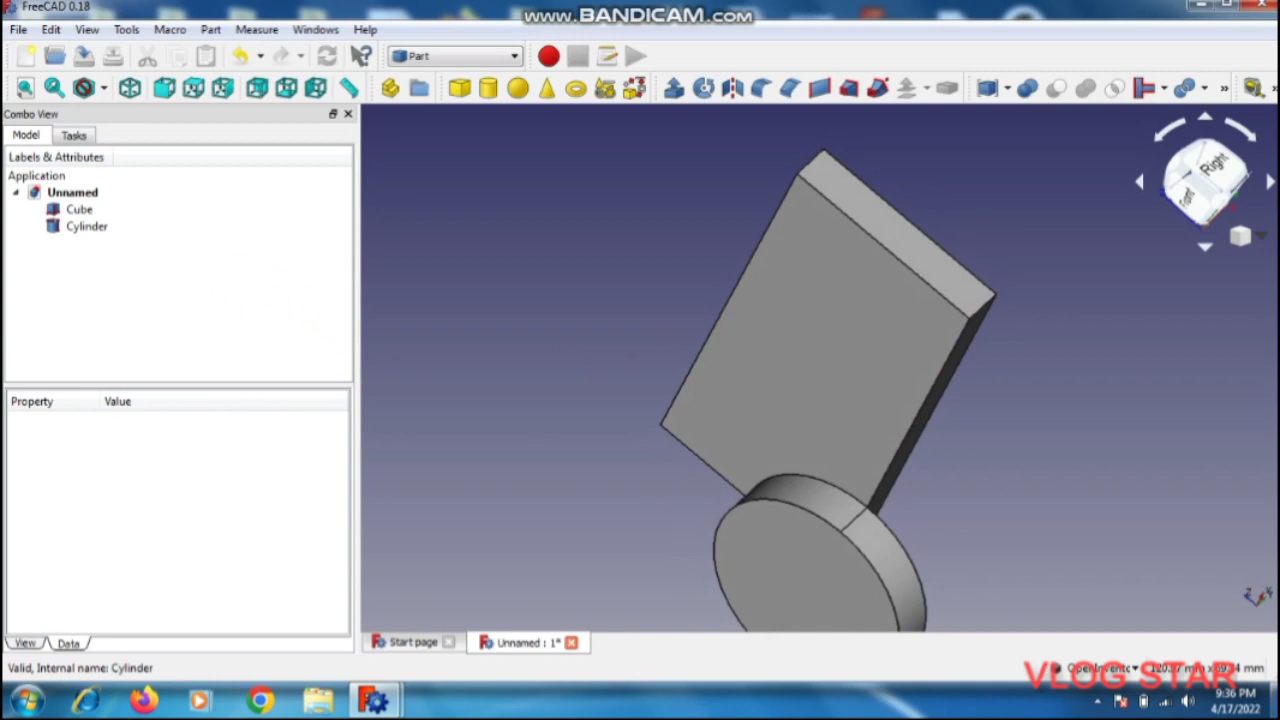 FreeCAD 0.18
www.BANDICAM.com
File Edit View Tools Macro Part Measure Windows Help
Part
Combo View
Model Tasks
Labels & Attributes
Application
Unnamed
Cube
Cylinder
Right
Front
Property Value
View Data
Start page Unnamed : 1*
Valid, Internal name: Cylinder
VLOG STAR
9:36 PM
4/17/2022